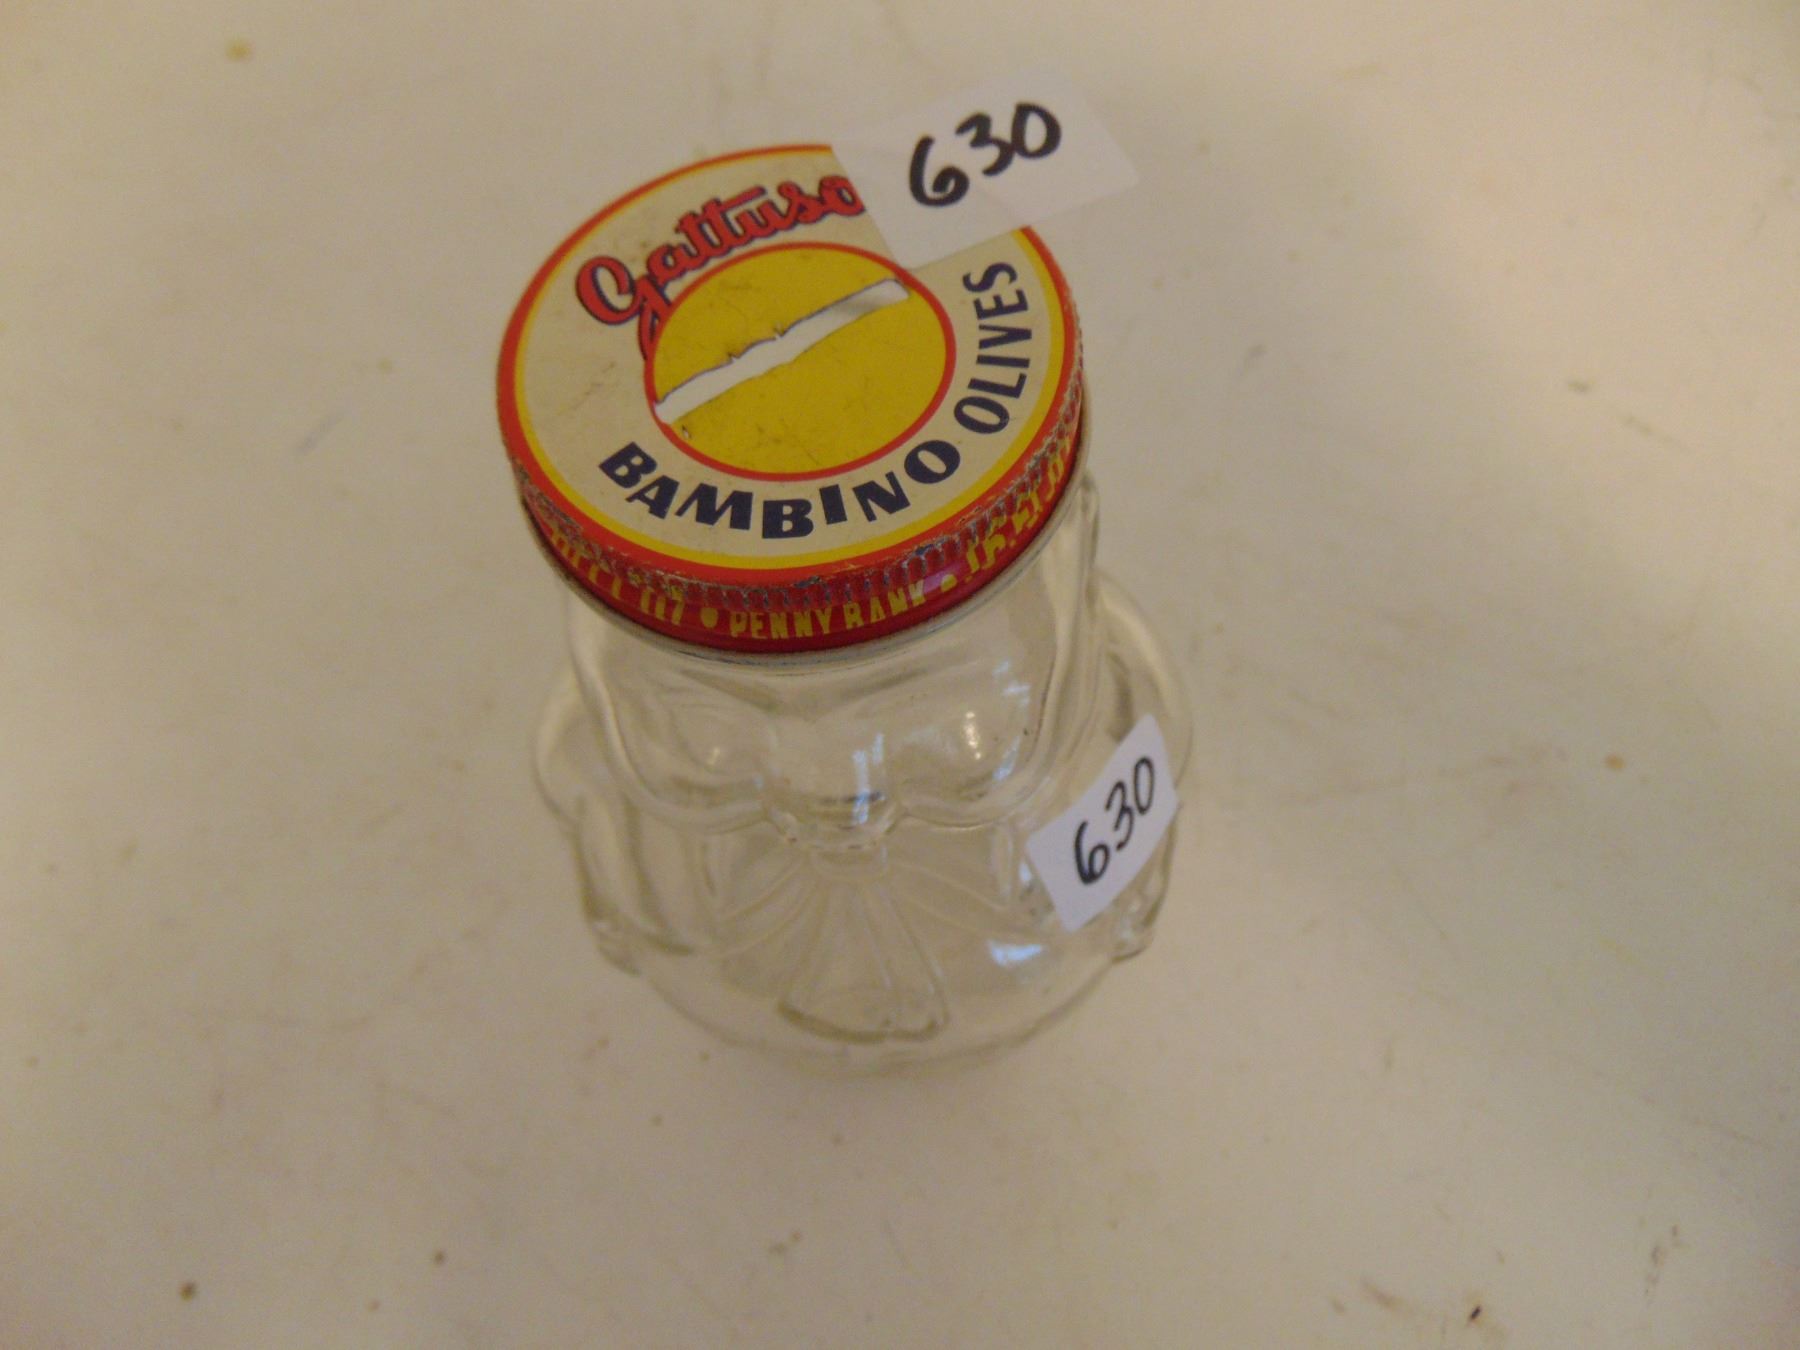 630
Gattuso
BAMBINO OLIVES
• PENNY BANK •
630